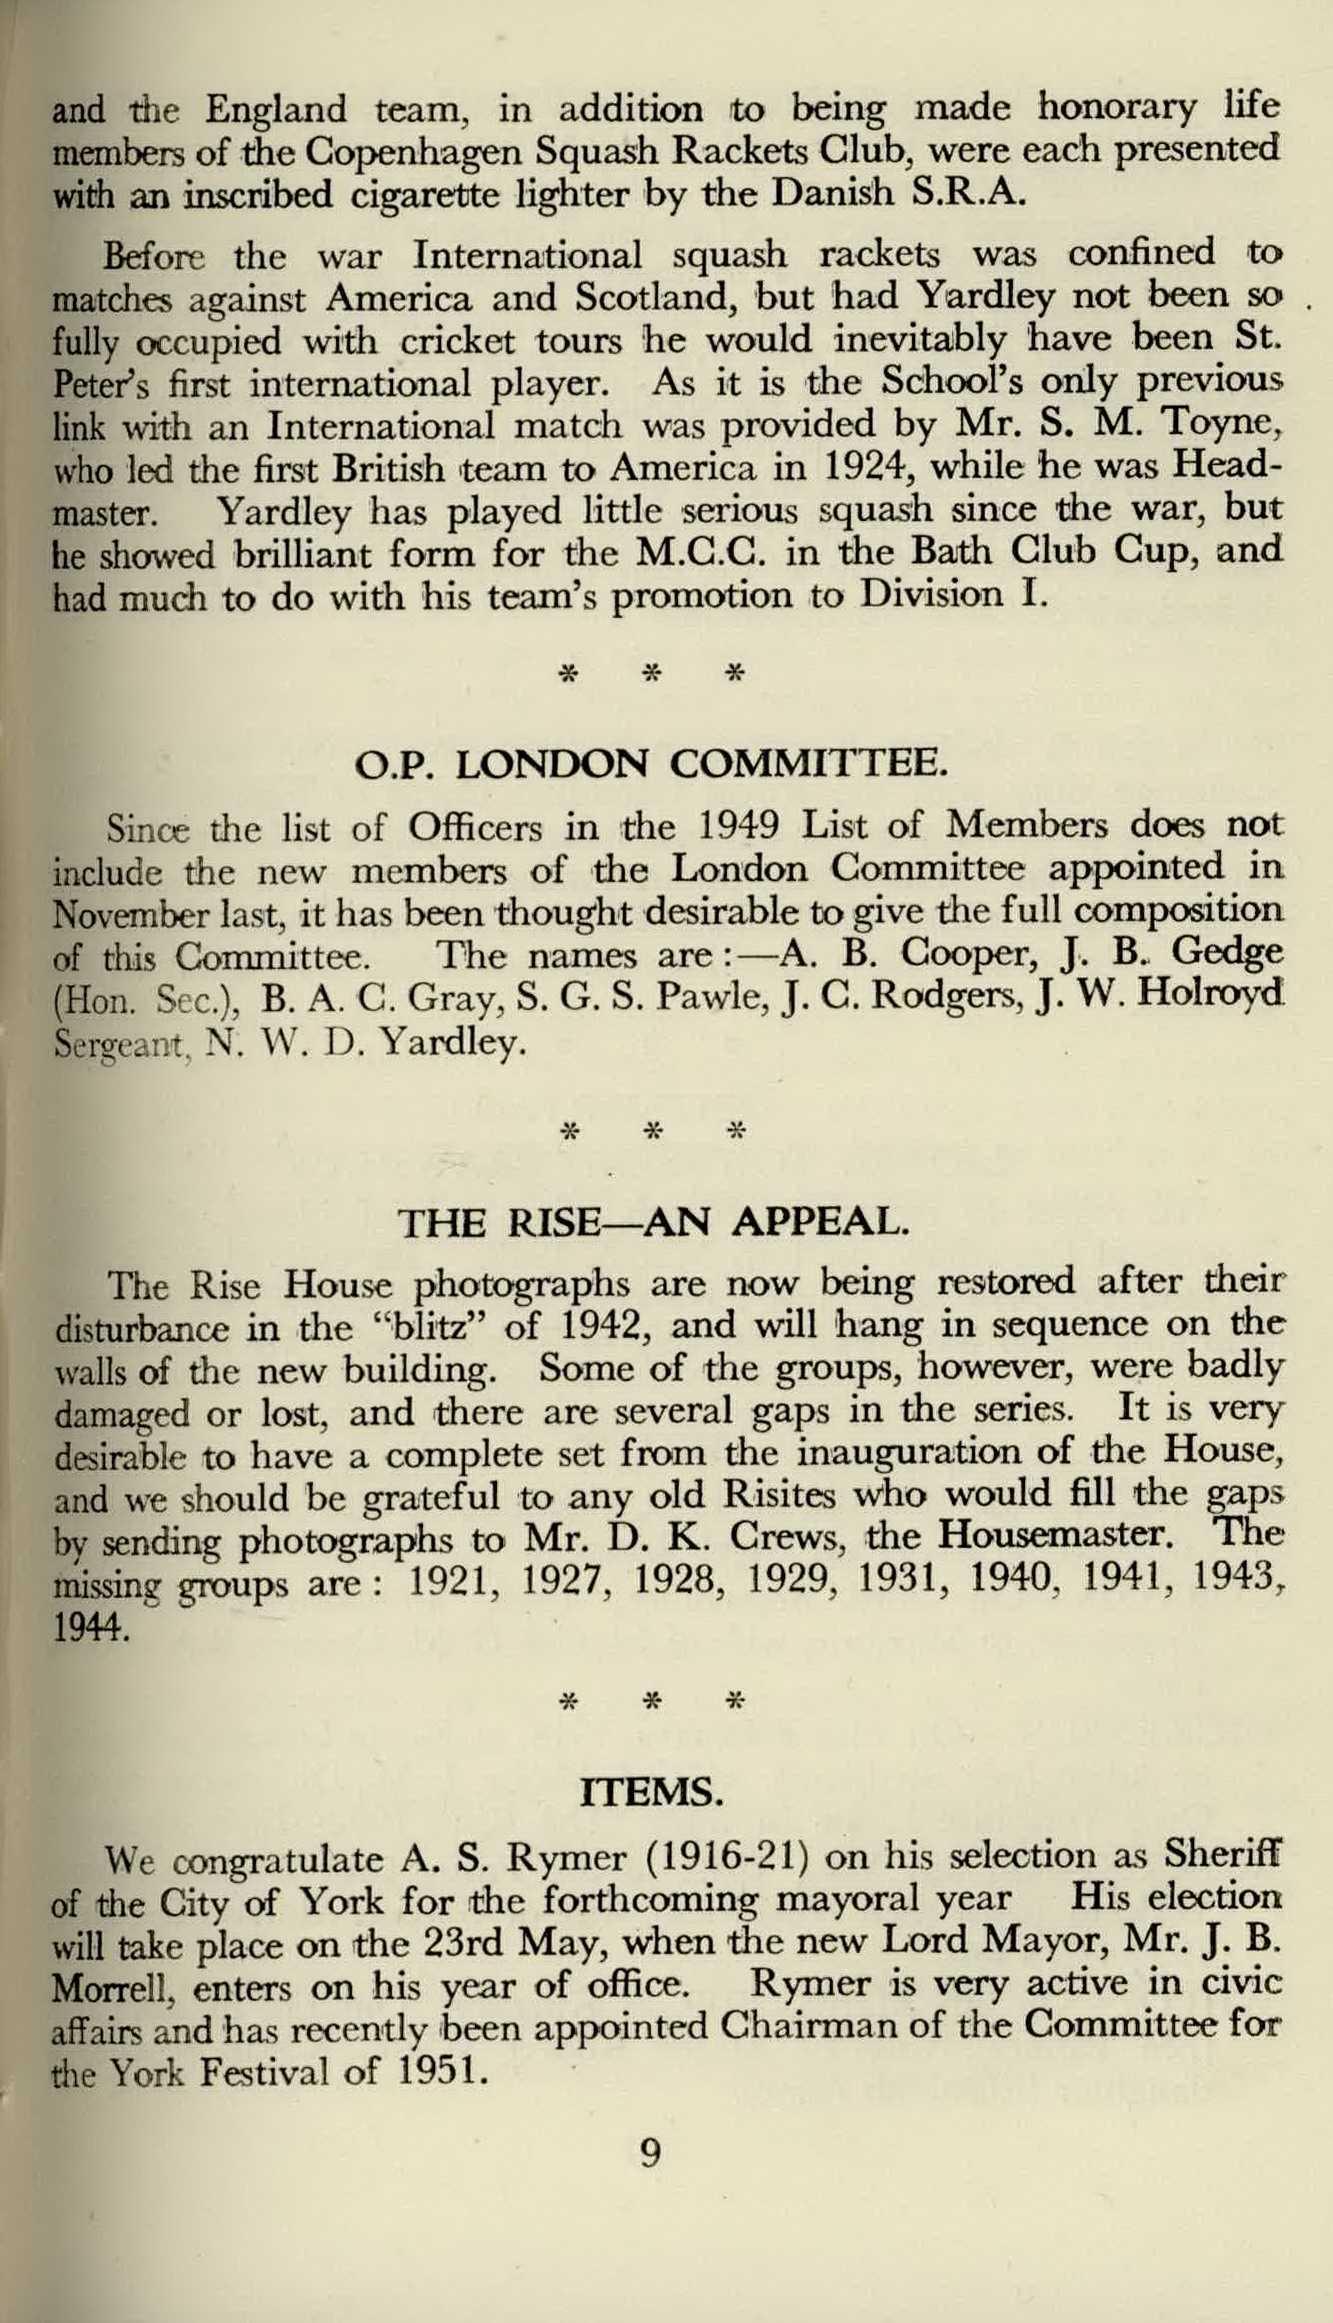 and the England team, in addition to being made honorary life
members of the Copenhagen Squash Rackets Club, were each presented
with an inscribed cigarette lighter by the Danish S.R.A.
Before the war International squash rackets was confined to
matches against America and Scotland, but had Yardley not been so
fully occupied with cricket tours he would inevitably have been St.
Peter's first international player. As it is the School's only previous
link with an International match was provided by Mr. S. M. Toyne,
who led the first British team to America in 1924, while he was Head-
master. Yardley has played little serious squash since the war, but
he showed brilliant form for the M.C.C. in the Bath Club Cup, and
had much to do with his team's promotion to Division I.
* * *
O.P. LONDON COMMITTEE.
Since the list of Officers in the 1949 List of Members does not
include the new members of the London Committee appointed in
November last, it has been thought desirable to give the full composition
of this Committee. The names are :—A. B. Cooper, J. B. Gedge
(Hon. Sec.), B. A. C. Gray, S. G. S. Pawle, J. C. Rodgers, J. W. Holroyd
Sergeant, N. W. D. Yardley.
* * *
THE RISE—AN APPEAL.
The Rise House photographs are now being restored after their
disturbance in the "blitz" of 1942, and will hang in sequence on the
walls of the new building. Some of the groups, however, were badly
damaged or lost, and there are several gaps in the series. It is very
desirable to have a complete set from the inauguration of the House,
and we should be grateful to any old Risites who would fill the gaps
by sending photographs to Mr. D. K. Crews, the Housemaster. The
missing groups are : 1921, 1927, 1928, 1929, 1931, 1940, 1941, 1943,
1944.
* * *
ITEMS.
We congratulate A. S. Rymer (1916-21) on his selection as Sheriff
of the City of York for the forthcoming mayoral year His election
will take place on the 23rd May, when the new Lord Mayor, Mr. J. B.
Morrell, enters on his year of office. Rymer is very active in civic
affairs and has recently been appointed Chairman of the Committee for
the York Festival of 1951.
9